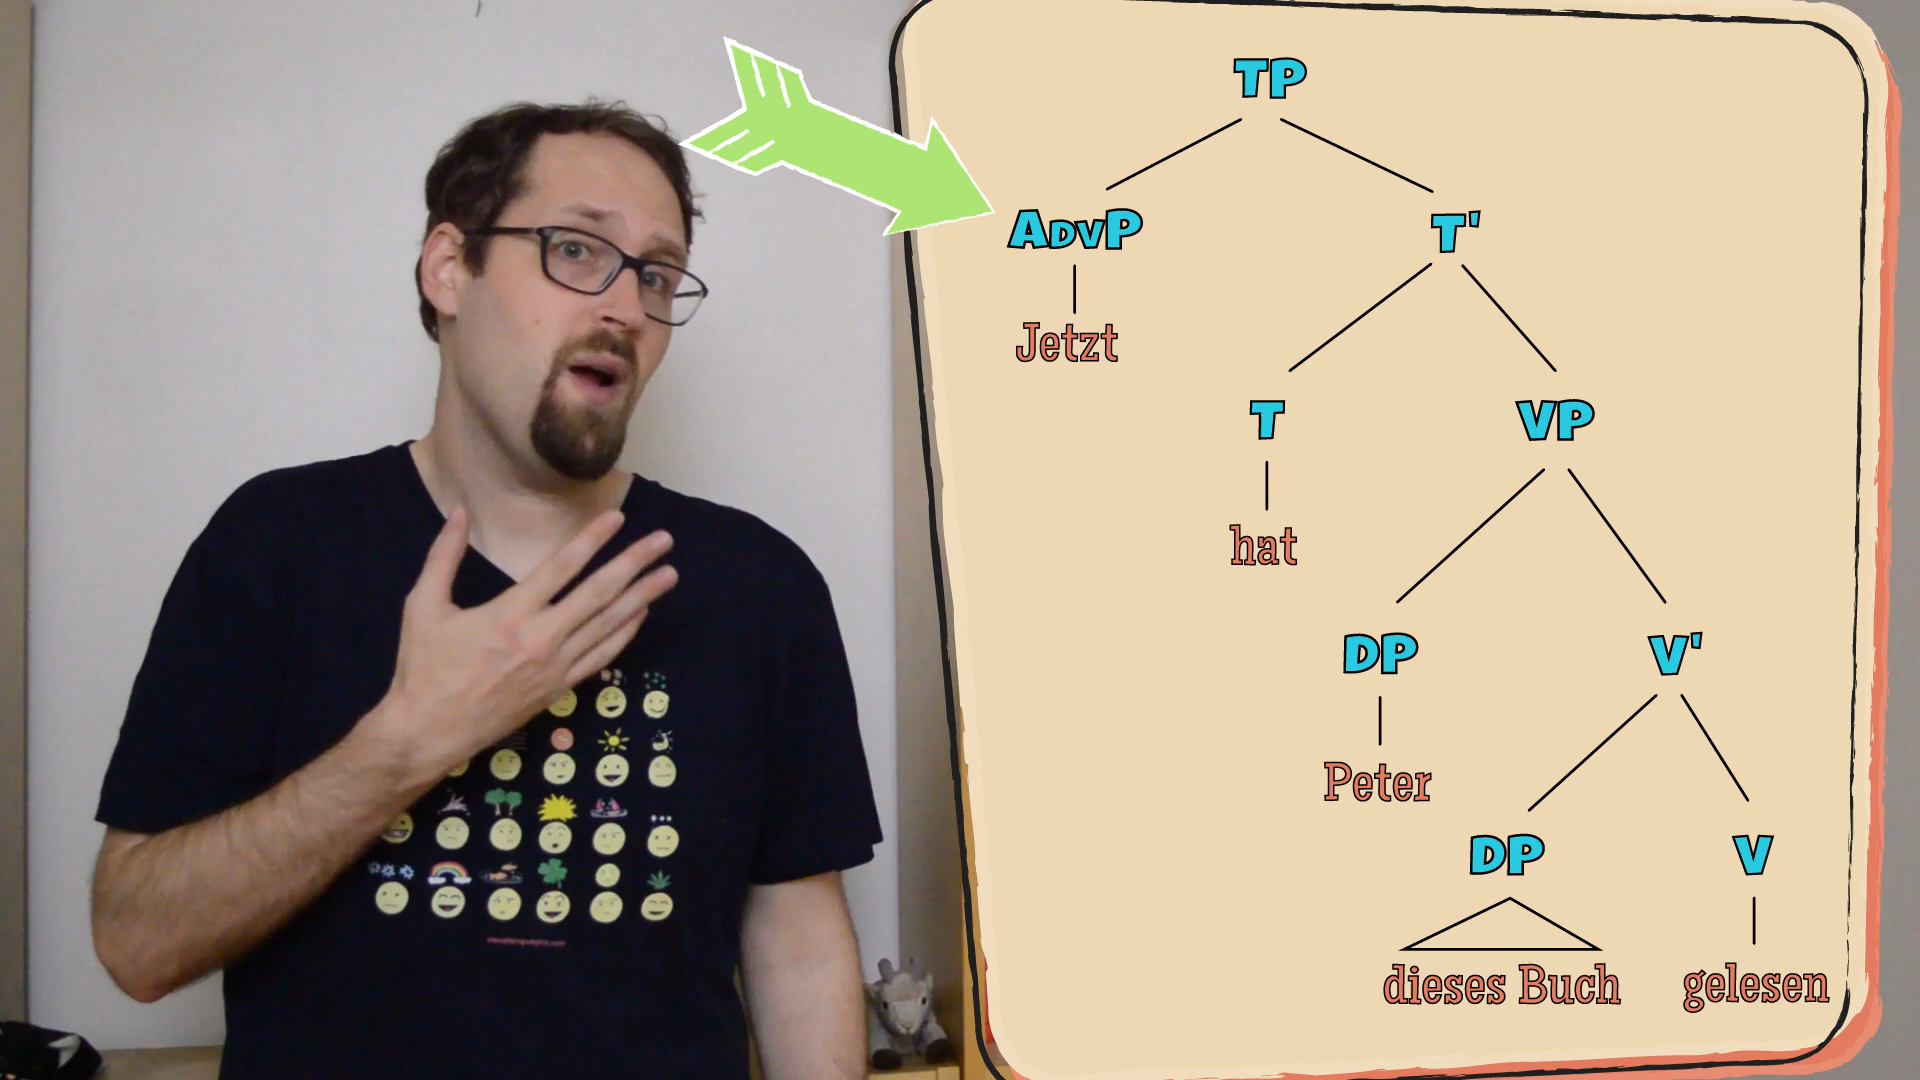 TP
AdvP T'
Jetzt
T VP
hat
DP V'
Peter
DP V
dieses Buch gelesen